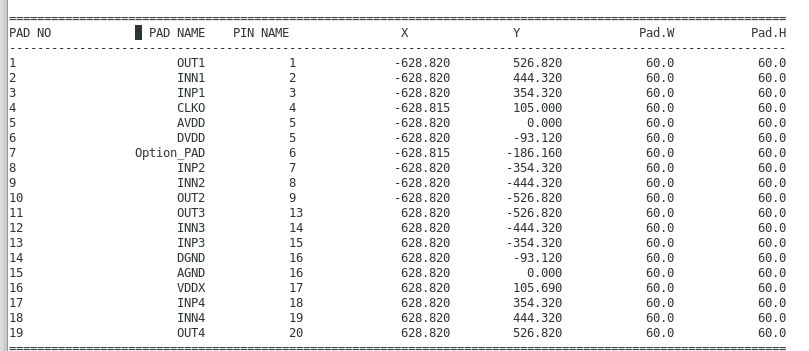 ================================================================
PAD NO PAD NAME PIN NAME X Y Pad.W Pad.H
----------------------------------------------------------------
1 OUT1 1 -628.820 526.820 60.0 60.0
2 INN1 2 -628.820 444.320 60.0 60.0
3 INP1 3 -628.820 354.320 60.0 60.0
4 CLKO 4 -628.815 105.000 60.0 60.0
5 AVDD 5 -628.820 0.000 60.0 60.0
6 DVDD 5 -628.820 -93.120 60.0 60.0
7 Option_PAD 6 -628.815 -186.160 60.0 60.0
8 INP2 7 -628.820 -354.320 60.0 60.0
9 INN2 8 -628.820 -444.320 60.0 60.0
10 OUT2 9 -628.820 -526.820 60.0 60.0
11 OUT3 13 628.820 -526.820 60.0 60.0
12 INN3 14 628.820 -444.320 60.0 60.0
13 INP3 15 628.820 -354.320 60.0 60.0
14 DGND 16 628.820 -93.120 60.0 60.0
15 AGND 16 628.820 0.000 60.0 60.0
16 VDDX 17 628.820 105.690 60.0 60.0
17 INP4 18 628.820 354.320 60.0 60.0
18 INN4 19 628.820 444.320 60.0 60.0
19 OUT4 20 628.820 526.820 60.0 60.0
================================================================